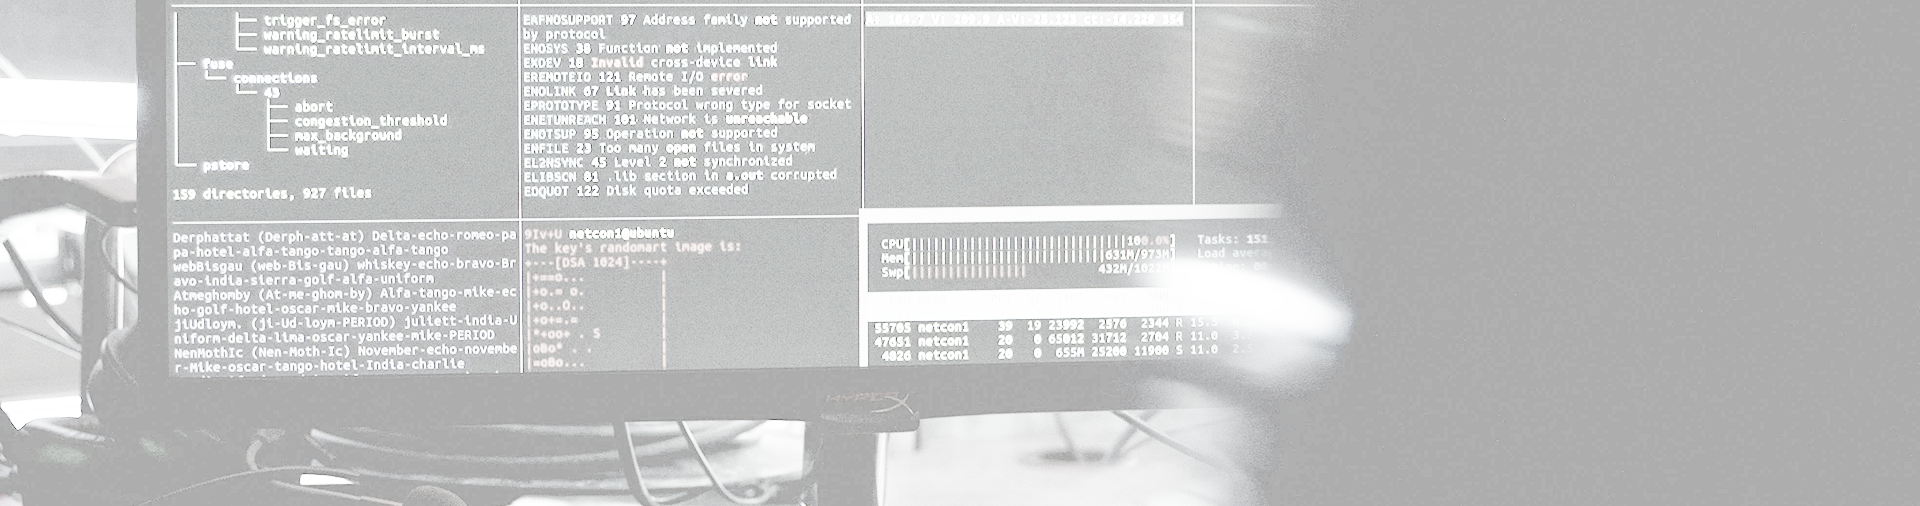 trigger_fs_error
warning_ratelimit_burst
warning_ratelimit_interval_ms
fuse
connections
43
abort
congestion_threshold
max_background
waiting
pstore
159 directories, 927 files
EAFNOSUPPORT 97 Address family not supported
by protocol
ENOSYS 38 Function not implemented
EXDEV 18 Invalid cross-device link
EREMOTEIO 121 Remote I/O error
ENOLINK 67 Link has been severed
EPROTOTYPE 91 Protocol wrong type for socket
ENETUNREACH 101 Network is unreachable
ENOTSUP 95 Operation not supported
ENFILE 23 Too many open files in system
EL2NSYNC 45 Level 2 not synchronized
ELIBSCN 81 .lib section in a.out corrupted
EDQUOT 122 Disk quota exceeded
Derphattat (Derph-att-at) Delta-echo-romeo-pa
pa-hotel-alfa-tango-tango-alfa-tango
webBisgau (web-Bis-gau) whiskey-echo-bravo-Br
avo-india-sierra-golf-alfa-uniform
Atmeghomby (At-me-ghom-by) Alfa-tango-mike-ec
ho-golf-hotel-oscar-mike-bravo-yankee
jiUdloym. (ji-Ud-loym-PERIOD) juliett-india-U
niform-delta-lima-oscar-yankee-mike-PERIOD
NenMothIc (Nen-Moth-Ic) November-echo-novembe
r-Mike-oscar-tango-hotel-India-charlie
9Iv+U netcon1@ubuntu
The key's randomart image is:
+---[DSA 1024]----+
|+==o... |
|+o.= o. |
|+o..O.. |
|+o+=.= |
|*+oo+ . S |
|oBo* . . |
|=oBo... |
CPU[100.0%]
Mem[631M/973M]
Swp[432M/1022M]
Tasks: 151
Load average
55705 netcon1 39 19 23992 2576 2344 R 15.
47651 netcon1 20 0 65012 31712 2704 R 11.0
4826 netcon1 20 0 655M 25200 11900 S 11.0
HYPER